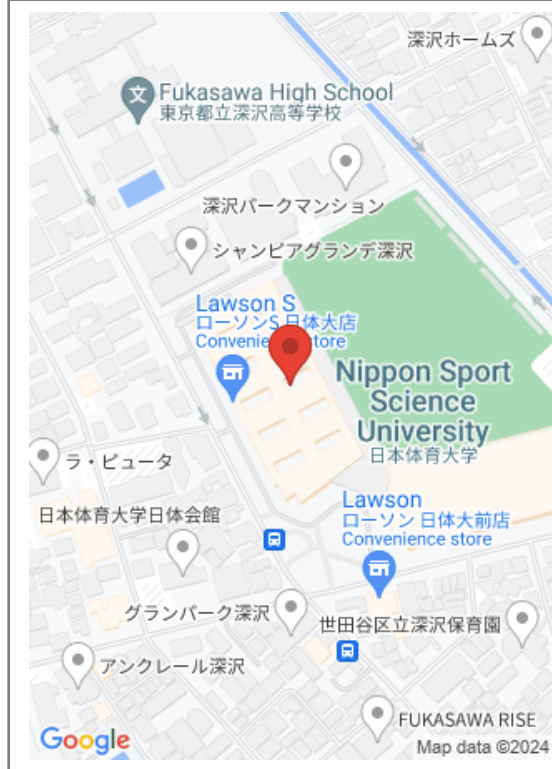 深沢ホームズ
Fukasawa High School
東京都立深沢高等学校
深沢パークマンション
シャンピアグランデ深沢
Lawson S
ローソンS 日体大店
Convenience store
Nippon Sport
Science
University
日本体育大学
ラ・ピュータ
Lawson
ローソン 日体大前店
Convenience store
日本体育大学日体会館
グランパーク深沢
世田谷区立深沢保育園
アンクレール深沢
FUKASAWA RISE
Google
Map data ©2024